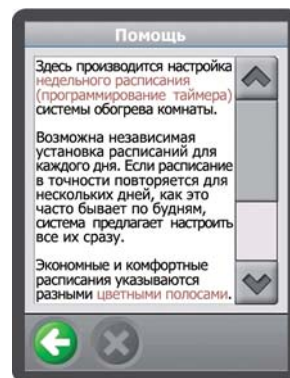 Помощь
Здесь производится настройка
недельного расписания
(программирование таймера)
системы обогрева комнаты.
Возможна независимая
установка расписаний для
каждого дня. Если расписание
в точности повторяется для
нескольких дней, как это
часто бывает по будням,
система предлагает настроить
все их сразу.
Экономные и комфортные
расписания указываются
разными цветными полосами.